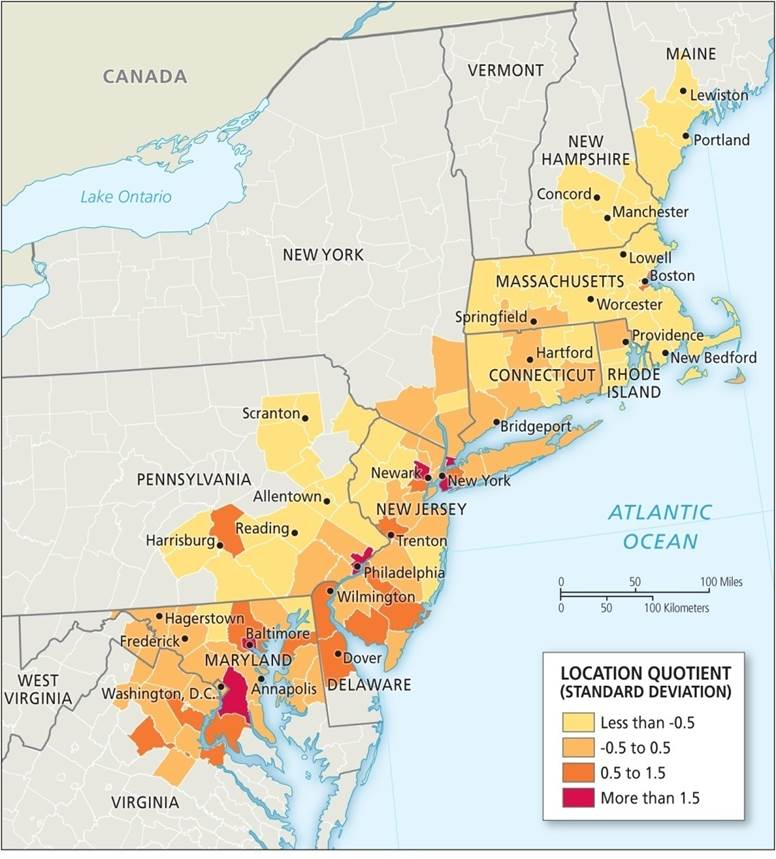 CANADA
MAINE
VERMONT
Lewiston
NEW
HAMPSHIRE
Portland
Lake Ontario
Concord
Manchester
NEW YORK
Lowell
Boston
MASSACHUSETTS
Worcester
Springfield
Providence
Hartford
New Bedford
CONNECTICUT
RHODE
ISLAND
Scranton
Bridgeport
Newark
New York
PENNSYLVANIA
Allentown
NEW JERSEY
ATLANTIC
OCEAN
Reading
Harrisburg
Trenton
Philadelphia
0 50 100 Miles
0 50 100 Kilometers
Wilmington
Hagerstown
Frederick
Baltimore
MARYLAND
Dover
WEST
VIRGINIA
Washington, D.C.
Annapolis
DELAWARE
VIRGINIA
LOCATION QUOTIENT
(STANDARD DEVIATION)
Less than -0.5
-0.5 to 0.5
0.5 to 1.5
More than 1.5